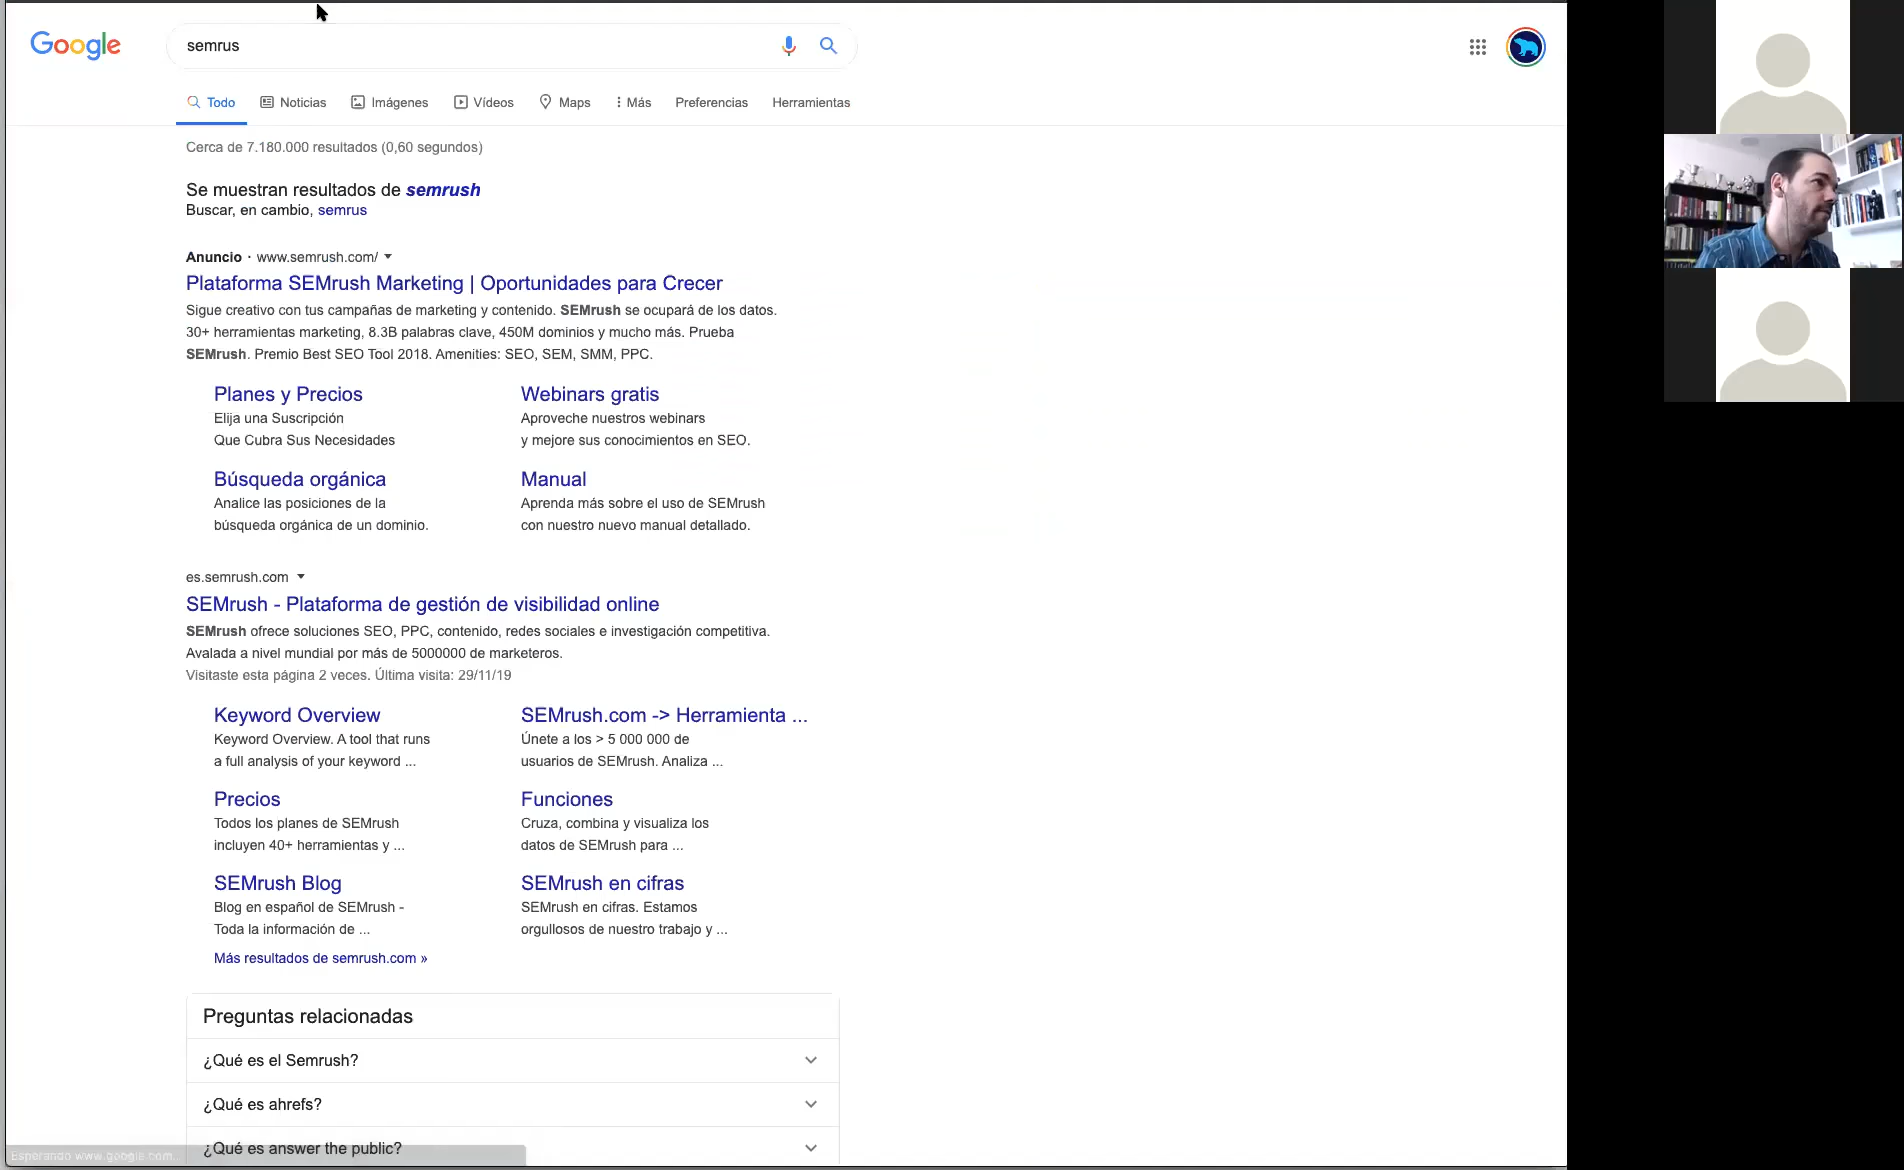 Google
semrus
Todo
Noticias
Imágenes
Vídeos
Maps
Más
Preferencias
Herramientas
Cerca de 7.180.000 resultados (0,60 segundos)
Se muestran resultados de semrush
Buscar, en cambio, semrus
Anuncio · www.semrush.com/
Plataforma SEMrush Marketing | Oportunidades para Crecer
Sigue creativo con tus campañas de marketing y contenido. SEMrush se ocupará de los datos.
30+ herramientas marketing, 8.3B palabras clave, 450M dominios y mucho más. Prueba
SEMrush. Premio Best SEO Tool 2018. Amenities: SEO, SEM, SMM, PPC.
Planes y Precios
Elija una Suscripción
Que Cubra Sus Necesidades
Webinars gratis
Aproveche nuestros webinars
y mejore sus conocimientos en SEO.
Búsqueda orgánica
Analice las posiciones de la
búsqueda orgánica de un dominio.
Manual
Aprenda más sobre el uso de SEMrush
con nuestro nuevo manual detallado.
es.semrush.com
SEMrush - Plataforma de gestión de visibilidad online
SEMrush ofrece soluciones SEO, PPC, contenido, redes sociales e investigación competitiva.
Avalada a nivel mundial por más de 5000000 de marketeros.
Visitaste esta página 2 veces. Última visita: 29/11/19
Keyword Overview
Keyword Overview. A tool that runs
a full analysis of your keyword ...
SEMrush.com -> Herramienta ...
Únete a los > 5 000 000 de
usuarios de SEMrush. Analiza ...
Precios
Todos los planes de SEMrush
incluyen 40+ herramientas y ...
Funciones
Cruza, combina y visualiza los
datos de SEMrush para ...
SEMrush Blog
Blog en español de SEMrush -
Toda la información de ...
SEMrush en cifras
SEMrush en cifras. Estamos
orgullosos de nuestro trabajo y ...
Más resultados de semrush.com »
Preguntas relacionadas
¿Qué es el Semrush?
¿Qué es ahrefs?
¿Qué es answer the public?
Esperando www.google.com...